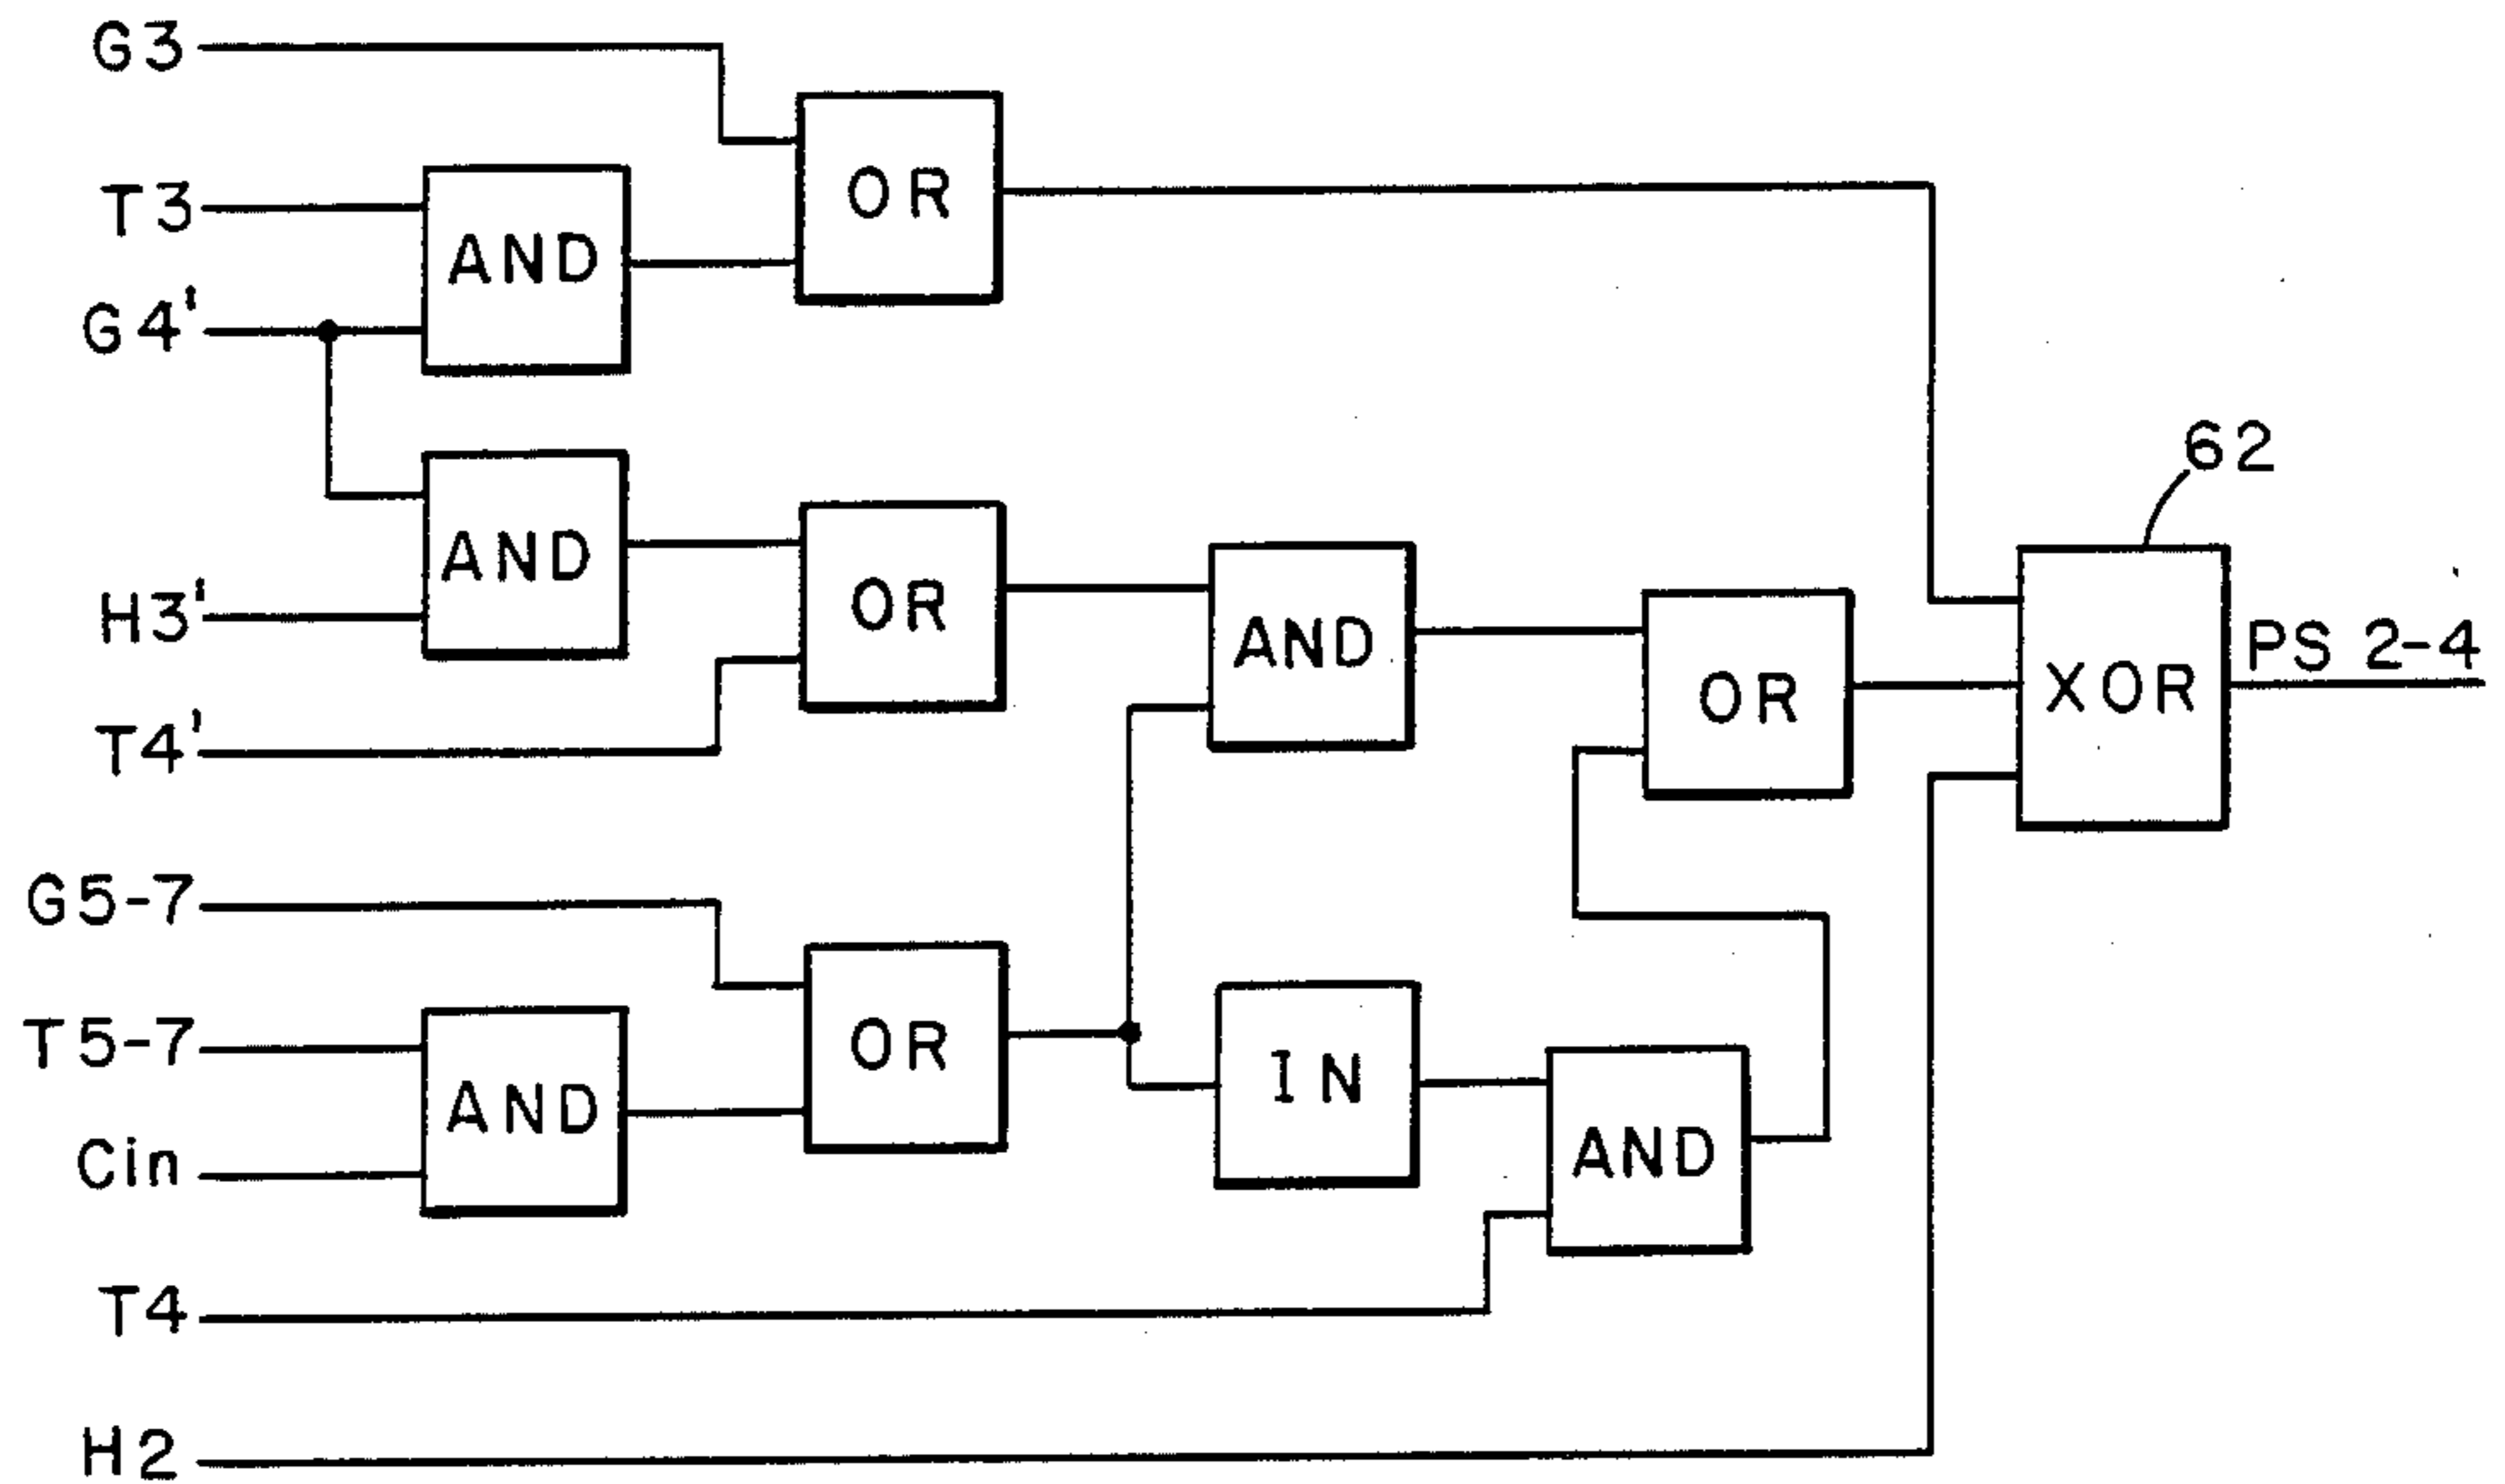 G3
OR
T3
AND
G4'
62
AND
OR
H3'
AND
OR
XOR
PS 2-4
T4'
G5-7
OR
T5-7
AND
IN
AND
Cin
T4
H2